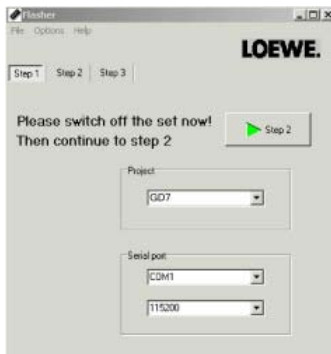 Flasher
File Options Help
LOEWE.
Step 1 Step 2 Step 3
Please switch off the set now!
Then continue to step 2
Step 2
Project
GD7
Serial port
COM1
115200